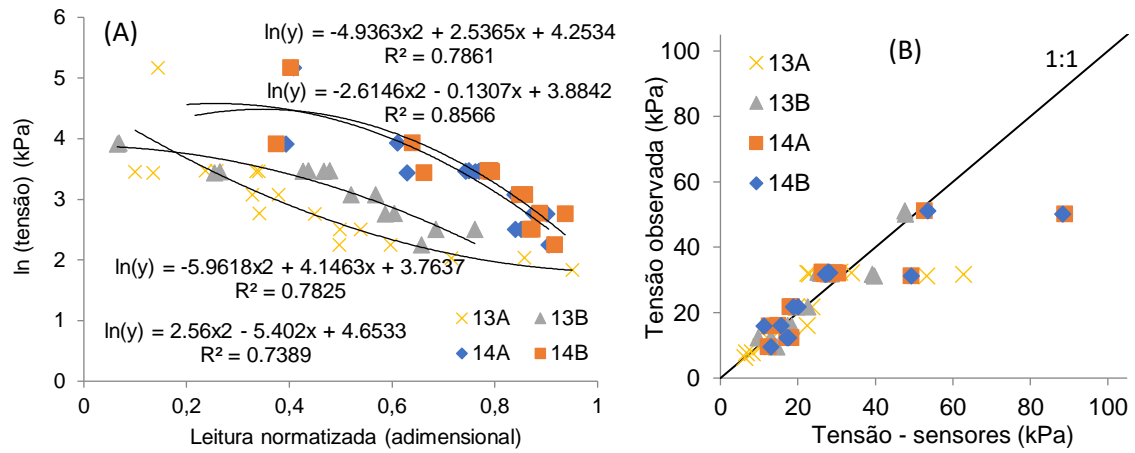 (A)
ln(y) = -4.9363x2 + 2.5365x + 4.2534
R² = 0.7861
ln(y) = -2.6146x2 - 0.1307x + 3.8842
R² = 0.8566
ln(y) = -5.9618x2 + 4.1463x + 3.7637
R² = 0.7825
ln(y) = 2.56x2 - 5.402x + 4.6533
R² = 0.7389
13A 13B
14A 14B
ln (tensão) (kPa)
6
5
4
3
2
1
0
0 0,2 0,4 0,6 0,8 1
Leitura normatizada (adimensional)
(B)
1:1
13A
13B
14A
14B
Tensão observada (kPa)
100
80
60
40
20
0
0 20 40 60 80 100
Tensão - sensores (kPa)